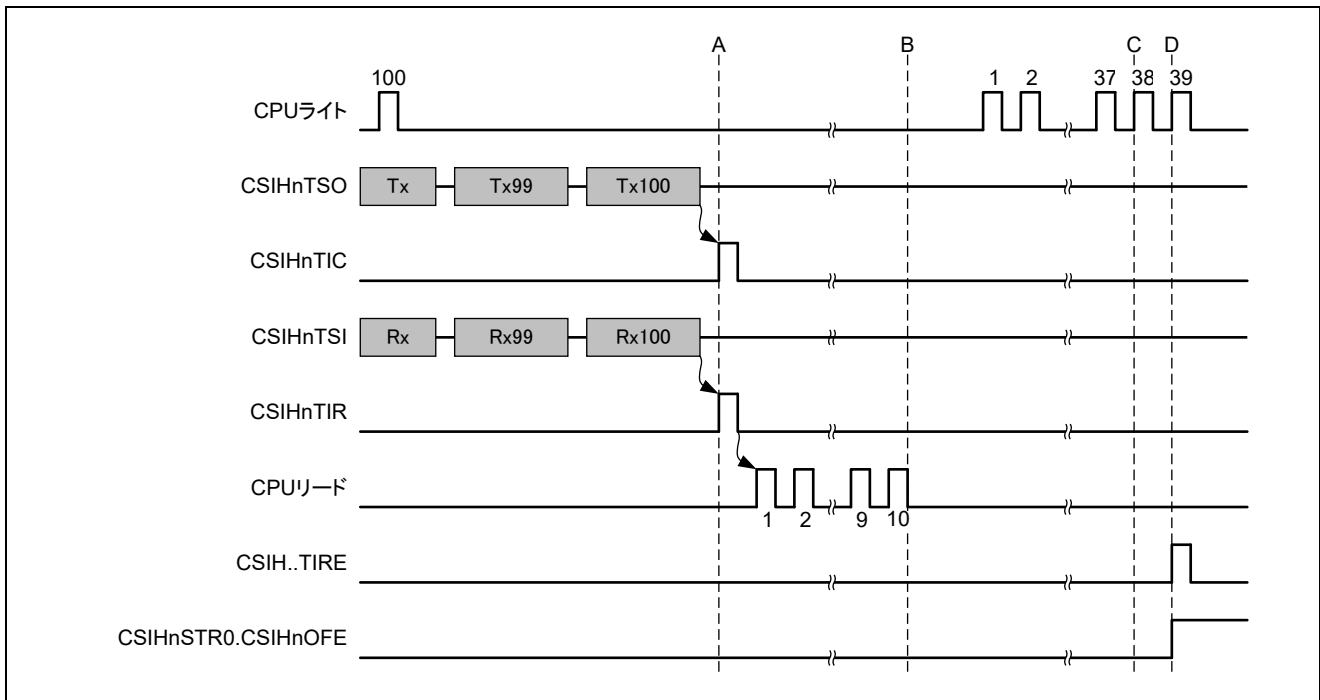 A B C D
100 1 2 37 38 39
CPUライト
CSIHnTSO Tx Tx99 Tx100
CSIHnTIC
CSIHnTSI Rx Rx99 Rx100
CSIHnTIR
CPUリード
1 2 9 10
CSIH..TIRE
CSIHnSTR0.CSIHnOFE